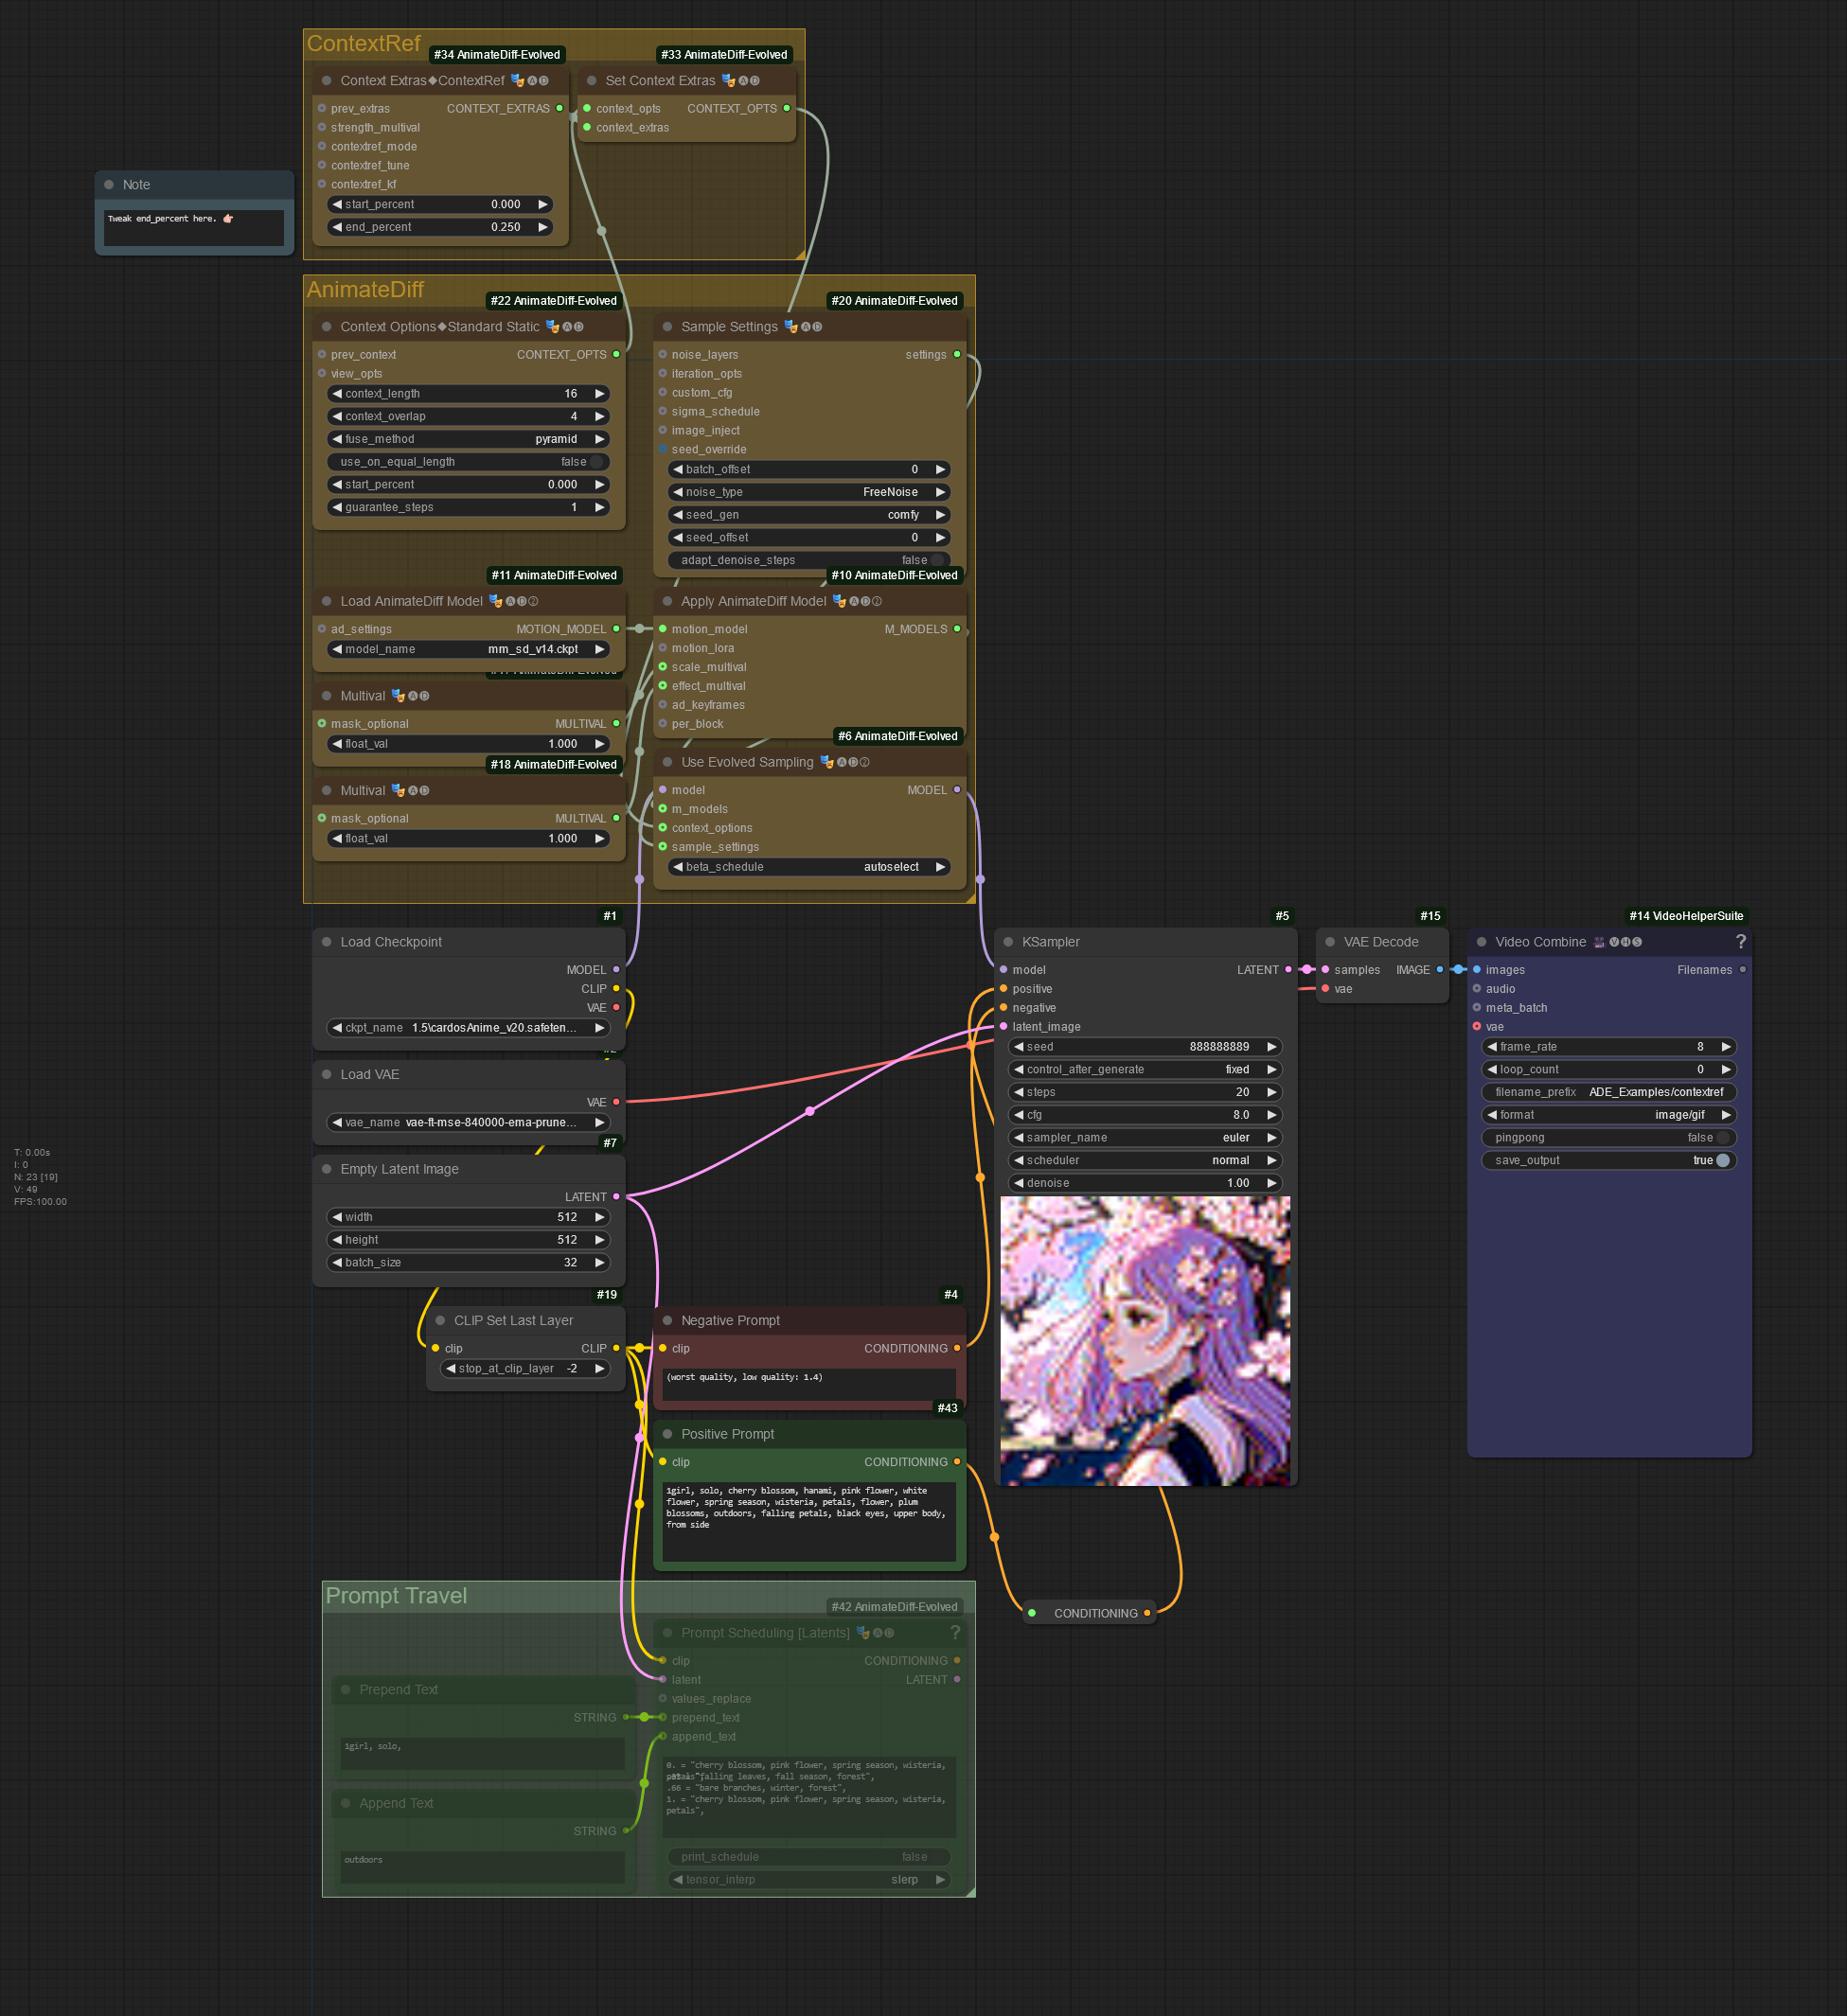 ContextRef
#34 AnimateDiff-Evolved
#33 AnimateDiff-Evolved
Context Extras◆ContextRef 🎭🅐🅓
prev_extras CONTEXT_EXTRAS
strength_multival
contextref_mode
contextref_tune
contextref_kf
start_percent 0.000
end_percent 0.250
Set Context Extras 🎭🅐🅓
context_opts CONTEXT_OPTS
context_extras
Note
Tweak end_percent here. 👉🏻
AnimateDiff
#22 AnimateDiff-Evolved
Context Options◆Standard Static 🎭🅐🅓
prev_context CONTEXT_OPTS
view_opts
context_length 16
context_overlap 4
fuse_method pyramid
use_on_equal_length false
start_percent 0.000
guarantee_steps 1
#20 AnimateDiff-Evolved
Sample Settings 🎭🅐🅓
noise_layers settings
iteration_opts
custom_cfg
sigma_schedule
image_inject
seed_override
batch_offset 0
noise_type FreeNoise
seed_gen comfy
seed_offset 0
adapt_denoise_steps false
#11 AnimateDiff-Evolved
Load AnimateDiff Model 🎭🅐🅓②
ad_settings MOTION_MODEL
model_name mm_sd_v14.ckpt
#10 AnimateDiff-Evolved
Apply AnimateDiff Model 🎭🅐🅓②
motion_model M_MODELS
motion_lora
scale_multival
effect_multival
ad_keyframes
per_block
Multival 🎭🅐🅓
mask_optional MULTIVAL
float_val 1.000
#18 AnimateDiff-Evolved
Multival 🎭🅐🅓
mask_optional MULTIVAL
float_val 1.000
#6 AnimateDiff-Evolved
Use Evolved Sampling 🎭🅐🅓②
model MODEL
m_models
context_options
sample_settings
beta_schedule autoselect
#1
Load Checkpoint
MODEL
CLIP
VAE
ckpt_name 1.5\cardosAnime_v20.safeten...
Load VAE
VAE
vae_name vae-ft-mse-840000-ema-prune...
#7
Empty Latent Image
LATENT
width 512
height 512
batch_size 32
T: 0.00s
I: 0
N: 23 [19]
V: 49
FPS:100.00
#19
CLIP Set Last Layer
clip CLIP
stop_at_clip_layer -2
#4
Negative Prompt
clip CONDITIONING
(worst quality, low quality: 1.4)
#43
Positive Prompt
clip CONDITIONING
1girl, solo, cherry blossom, hanami, pink flower, white
flower, spring season, wisteria, petals, flower, plum
blossoms, outdoors, falling petals, black eyes, upper body,
from side
#5
KSampler
model LATENT
positive
negative
latent_image
seed 888888889
control_after_generate fixed
steps 20
cfg 8.0
sampler_name euler
scheduler normal
denoise 1.00
#15
VAE Decode
samples IMAGE
vae
#14 VideoHelperSuite
Video Combine 🎥🅥🅗🅢 ?
images Filenames
audio
meta_batch
vae
frame_rate 8
loop_count 0
filename_prefix ADE_Examples/contextref
format image/gif
pingpong false
save_output true
CONDITIONING
Prompt Travel
#42 AnimateDiff-Evolved
Prompt Scheduling [Latents] 🎭🅐🅓 ?
clip CONDITIONING
latent LATENT
values_replace
prepend_text
append_text
0. = "cherry blossom, pink flower, spring season, wisteria,
falling leaves, fall season, forest",
.66 = "bare branches, winter, forest",
1. = "cherry blossom, pink flower, spring season, wisteria,
petals",
print_schedule false
tensor_interp slerp
Prepend Text
STRING
1girl, solo,
Append Text
STRING
outdoors